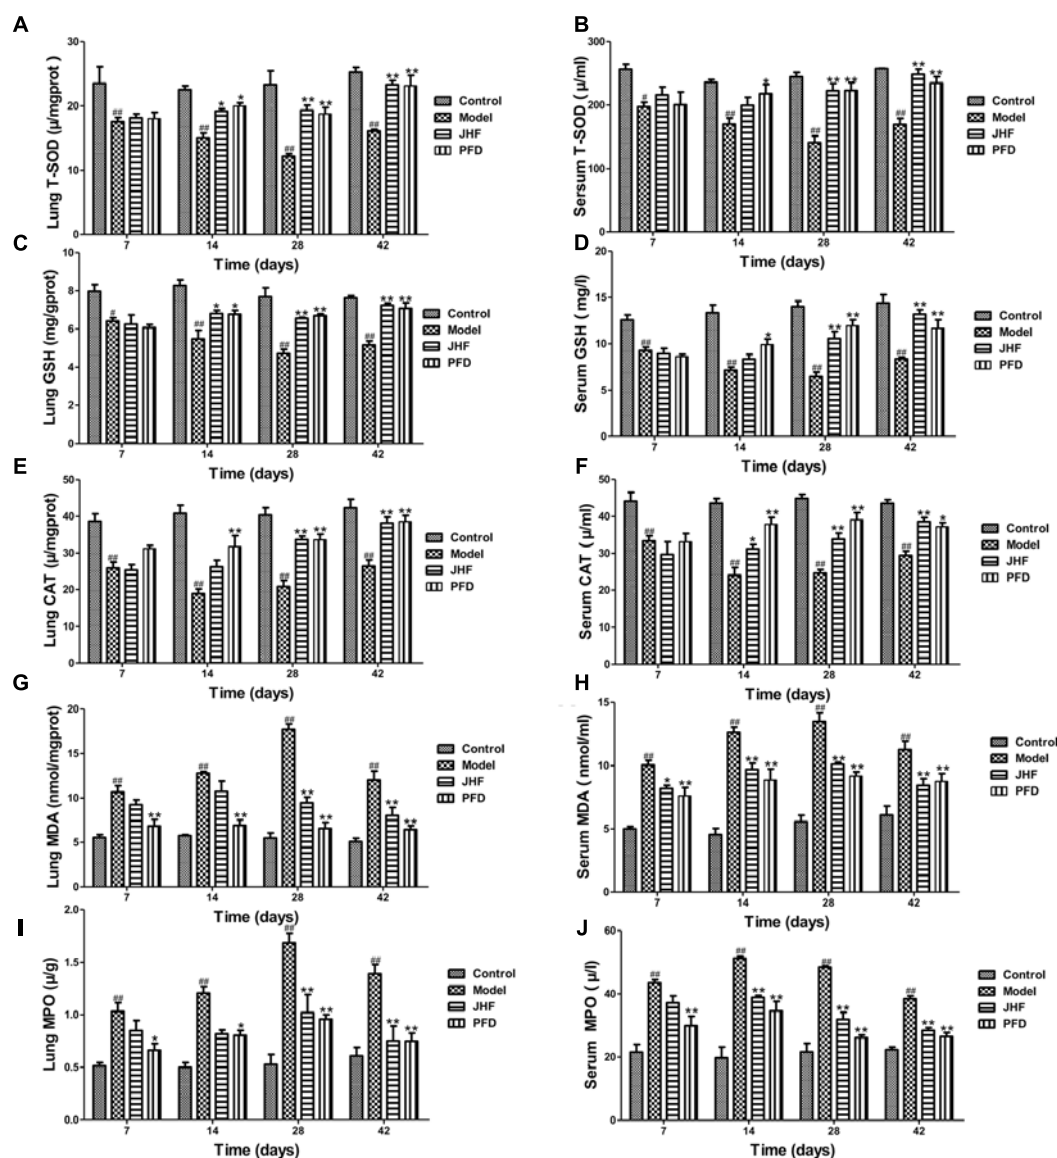 A
Lung T-SOD (μ/mgprot )
30
20
10
0
## ## * * ## ** ** ## ** **
7 14 28 42
Time (days)
Control
Model
JHF
PFD
B
Sersum T-SOD ( μ/ml)
300
200
100
0
# ## * ## ** ** ## ** **
7 14 28 42
Time (days)
Control
Model
JHF
PFD
C
Lung GSH (mg/gprot)
10
8
6
4
2
0
# ## * * ## ** ** ## ** **
7 14 28 42
Time (days)
Control
Model
JHF
PFD
D
Serum GSH ( mg/l)
20
15
10
5
0
## ## * ## ** ** ## ** **
7 14 28 42
Time (days)
Control
Model
JHF
PFD
E
Lung CAT (μ/mgprot)
50
40
30
20
10
0
## ## ** ## ** ** ## ** **
7 14 28 42
Time (days)
Control
Model
JHF
PFD
F
Serum CAT ( μ/ml)
50
40
30
20
10
0
## ## * ** ## ** ** ## ** *
7 14 28 42
Time (days)
Control
Model
JHF
PFD
G
Lung MDA (nmol/mgprot)
20
15
10
5
0
## ** ## ** ## ** ** ## ** **
7 14 28 42
Time (days)
Control
Model
JHF
PFD
H
Serum MDA (nmol/ml)
15
10
5
0
## * ** ## ** ** ## ** ** ## ** **
7 14 28 42
Time (days)
Control
Model
JHF
PFD
I
Lung MPO (μ/g)
2.0
1.5
1.0
0.5
0.0
## * ## * ## ** ** ## ** **
7 14 28 42
Time (days)
Control
Model
JHF
PFD
J
Serum MPO (μ/l)
60
40
20
0
## ** ## ** ** ## ** ** ## ** **
7 14 28 42
Time (days)
Control
Model
JHF
PFD